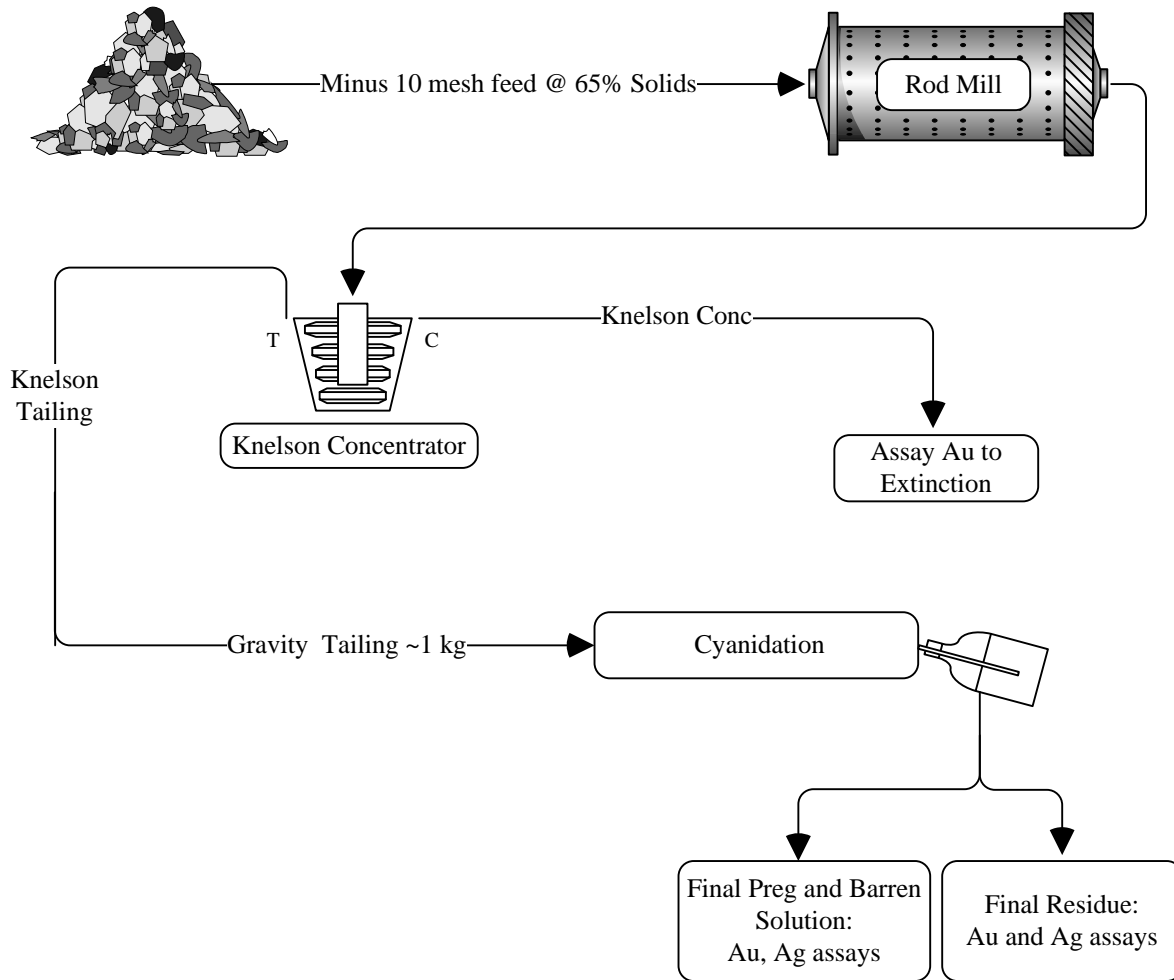 Minus 10 mesh feed @ 65% Solids
Rod Mill
Knelson Conc
T
C
Knelson
Tailing
Knelson Concentrator
Assay Au to
Extinction
Gravity Tailing ~1 kg
Cyanidation
Final Preg and Barren
Solution:
Au, Ag assays
Final Residue:
Au and Ag assays